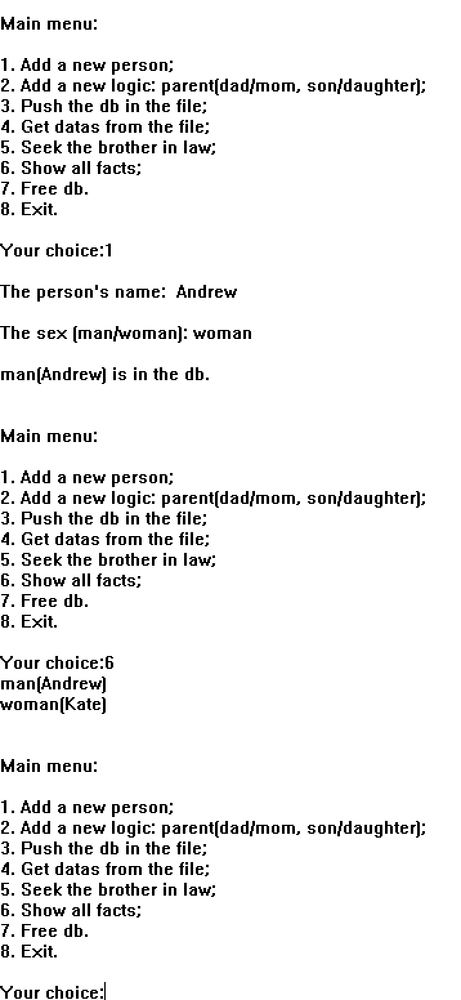 Main menu:
1. Add a new person;
2. Add a new logic: parent(dad/mom, son/daughter);
3. Push the db in the file;
4. Get datas from the file;
5. Seek the brother in law;
6. Show all facts;
7. Free db.
8. Exit.
Your choice:1
The person's name:  Andrew
The sex (man/woman): woman
man(Andrew) is in the db.
Main menu:
1. Add a new person;
2. Add a new logic: parent(dad/mom, son/daughter);
3. Push the db in the file;
4. Get datas from the file;
5. Seek the brother in law;
6. Show all facts;
7. Free db.
8. Exit.
Your choice:6
man(Andrew)
woman(Kate)
Main menu:
1. Add a new person;
2. Add a new logic: parent(dad/mom, son/daughter);
3. Push the db in the file;
4. Get datas from the file;
5. Seek the brother in law;
6. Show all facts;
7. Free db.
8. Exit.
Your choice: